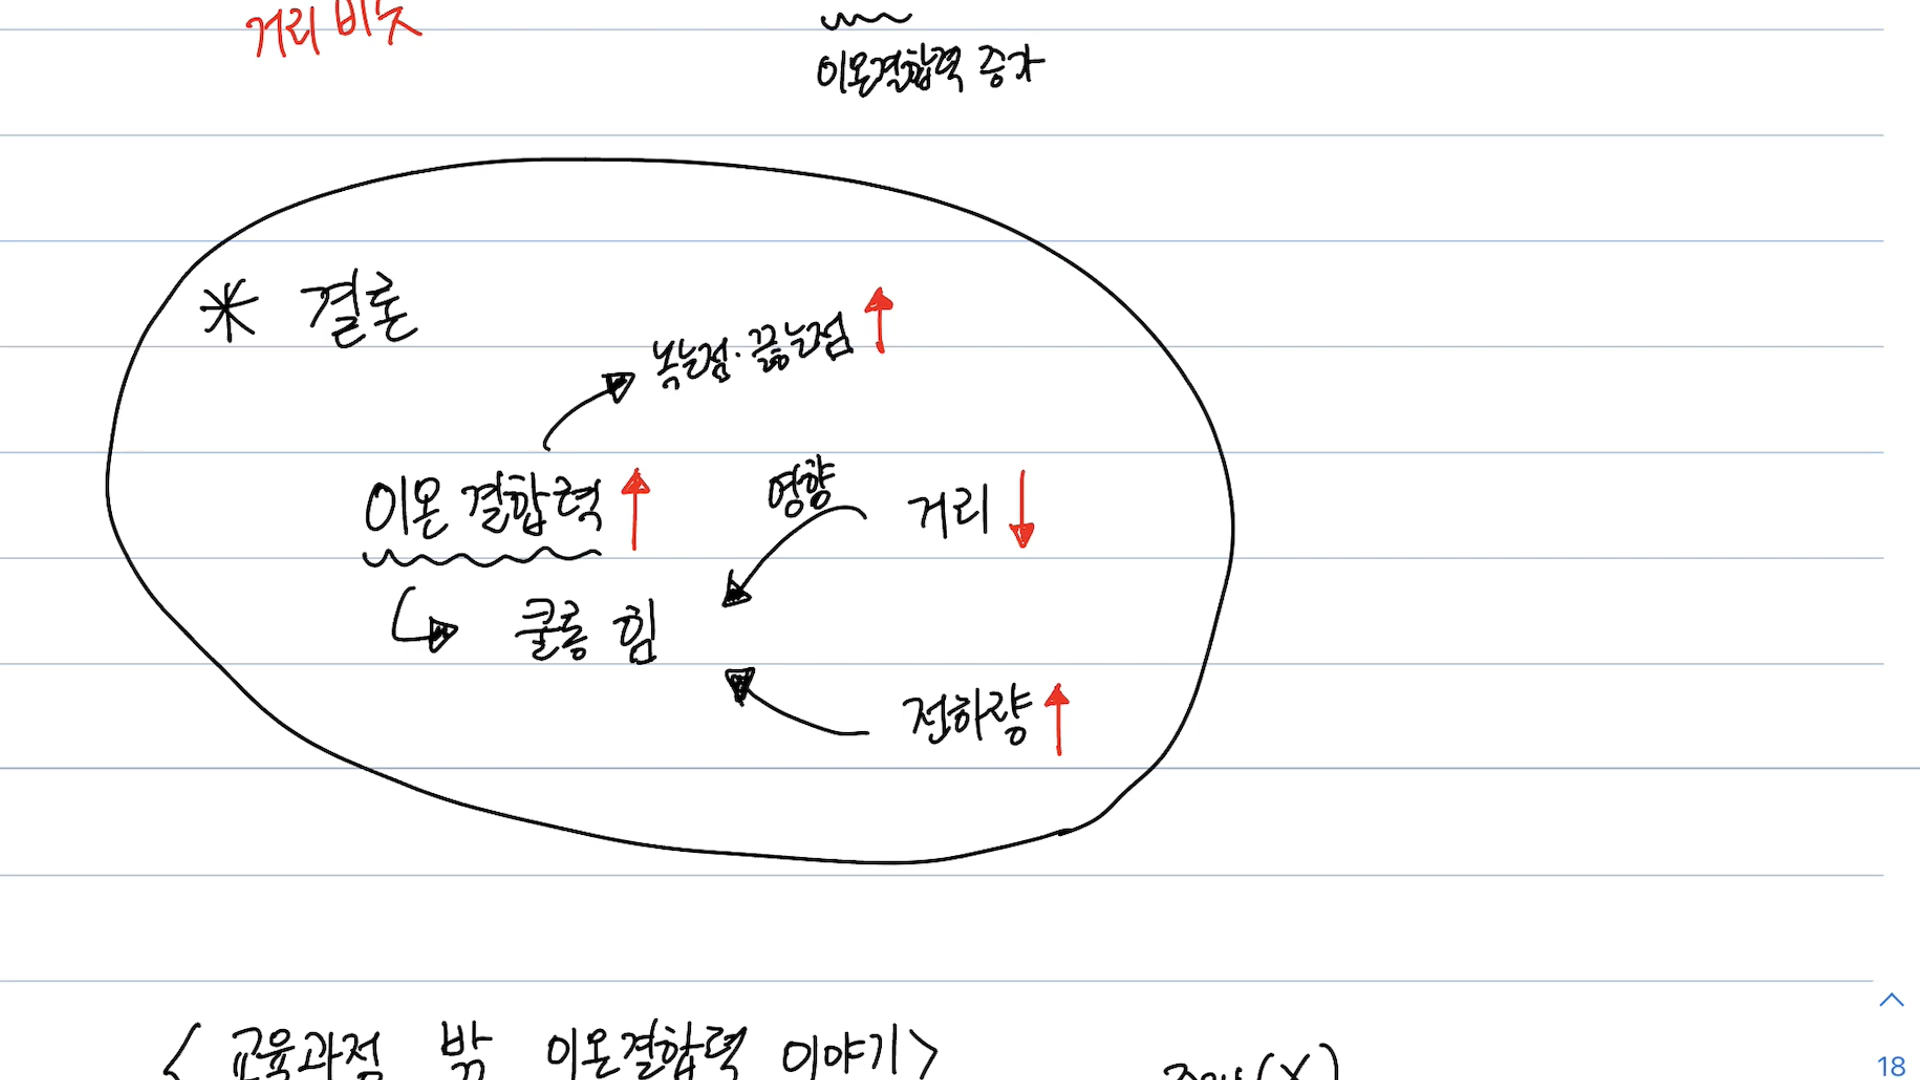 거리 비슷
이온결합력 증가
* 결론
녹는점·끓는점 ↑
이온 결합력 ↑
영향
거리 ↓
↳ 쿨롱 힘
전하량 ↑
< 교육과정 밖 이온결합력 이야기 >
18